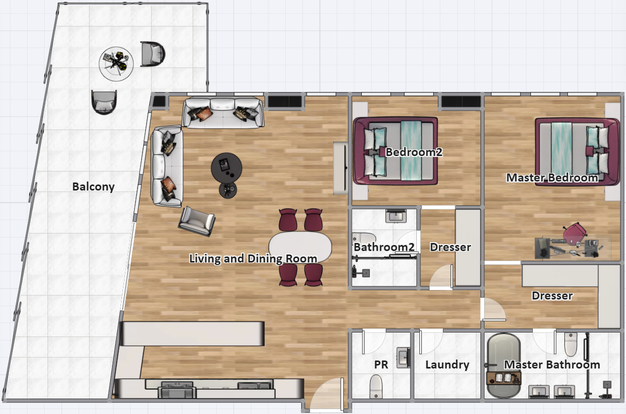 Bedroom2
Master Bedroom
Balcony
Bathroom2
Dresser
Living and Dining Room
Dresser
PR
Laundry
Master Bathroom